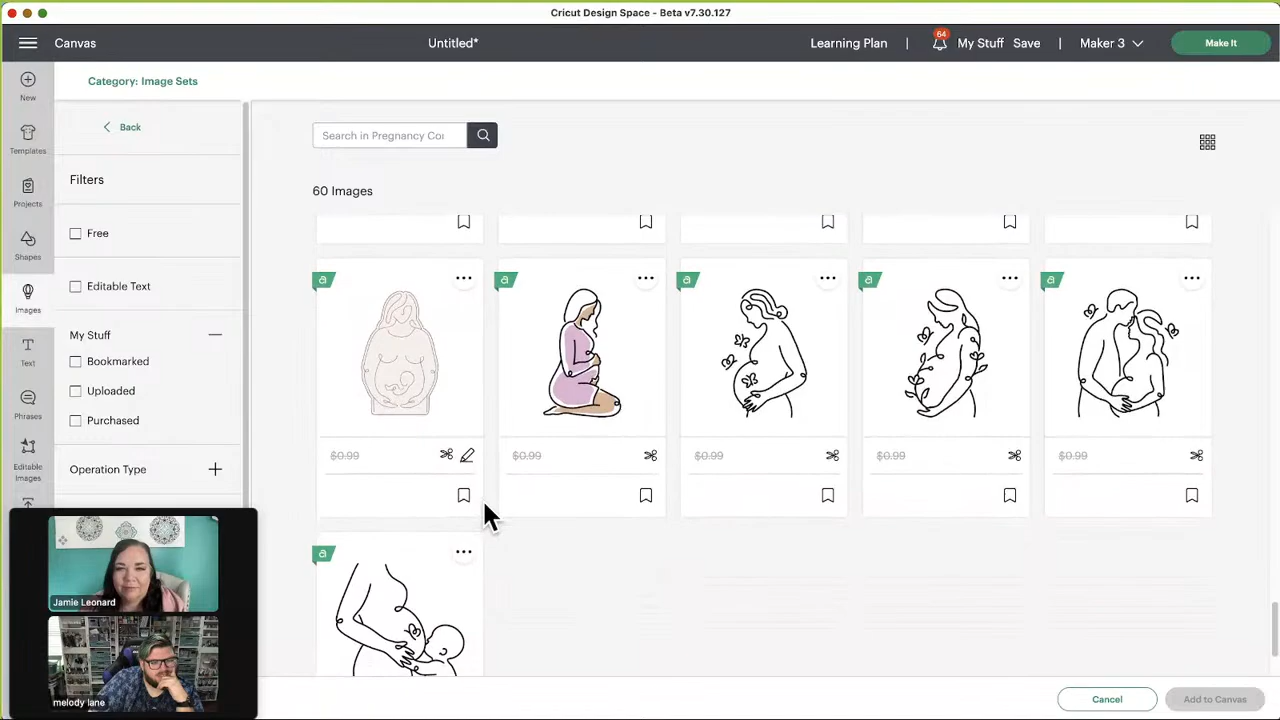 Cricut Design Space - Beta v7.30.127
Canvas
Untitled*
Learning Plan | 64 My Stuff Save | Maker 3 Make It
Category: Image Sets
New
Templates
Projects
Shapes
Images
Text
Phrases
Editable
Images
Back
Filters
Free
Editable Text
My Stuff
Bookmarked
Uploaded
Purchased
Operation Type
Search in Pregnancy Co
60 Images
a a a a a
$0.99 $0.99 $0.99 $0.99 $0.99
a
Jamie Leonard
melody lane
Cancel Add to Canvas